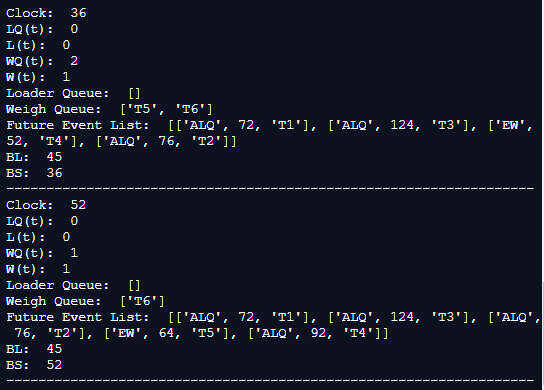 Clock:  36
LQ(t):  0
L(t):  0
WQ(t):  2
W(t):  1
Loader Queue:  []
Weigh Queue:  ['T5', 'T6']
Future Event List:  [['ALQ', 72, 'T1'], ['ALQ', 124, 'T3'], ['EW',
52, 'T4'], ['ALQ', 76, 'T2']]
BL:  45
BS:  36
------------------------------------------------------------------
Clock:  52
LQ(t):  0
L(t):  0
WQ(t):  1
W(t):  1
Loader Queue:  []
Weigh Queue:  ['T6']
Future Event List:  [['ALQ', 72, 'T1'], ['ALQ', 124, 'T3'], ['ALQ',
 76, 'T2'], ['EW', 64, 'T5'], ['ALQ', 92, 'T4']]
BL:  45
BS:  52
------------------------------------------------------------------